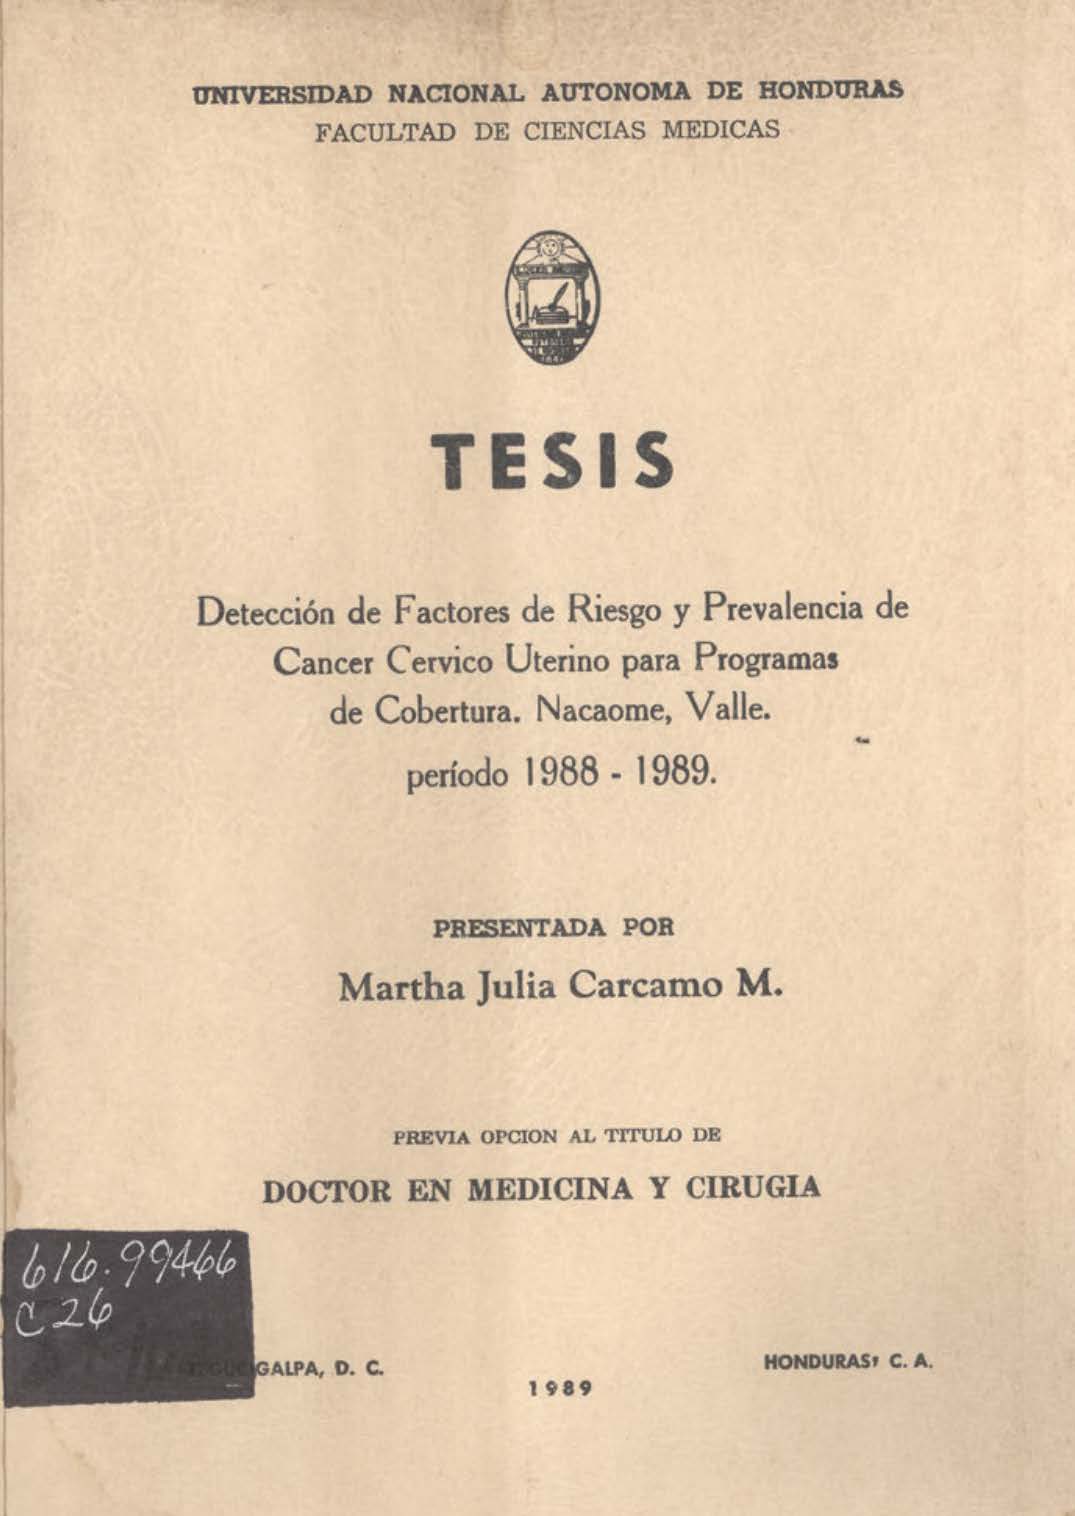 UNIVERSIDAD NACIONAL AUTONOMA DE HONDURAS
FACULTAD DE CIENCIAS MEDICAS
TESIS
Detección de Factores de Riesgo y Prevalencia de
Cancer Cervico Uterino para Programas
de Cobertura. Nacaome, Valle.
período 1988 - 1989.
PRESENTADA POR
Martha Julia Carcamo M.
PREVIA OPCION AL TITULO DE
DOCTOR EN MEDICINA Y CIRUGIA
616.99466
C26
GALPA, D. C.
HONDURAS, C. A.
1989